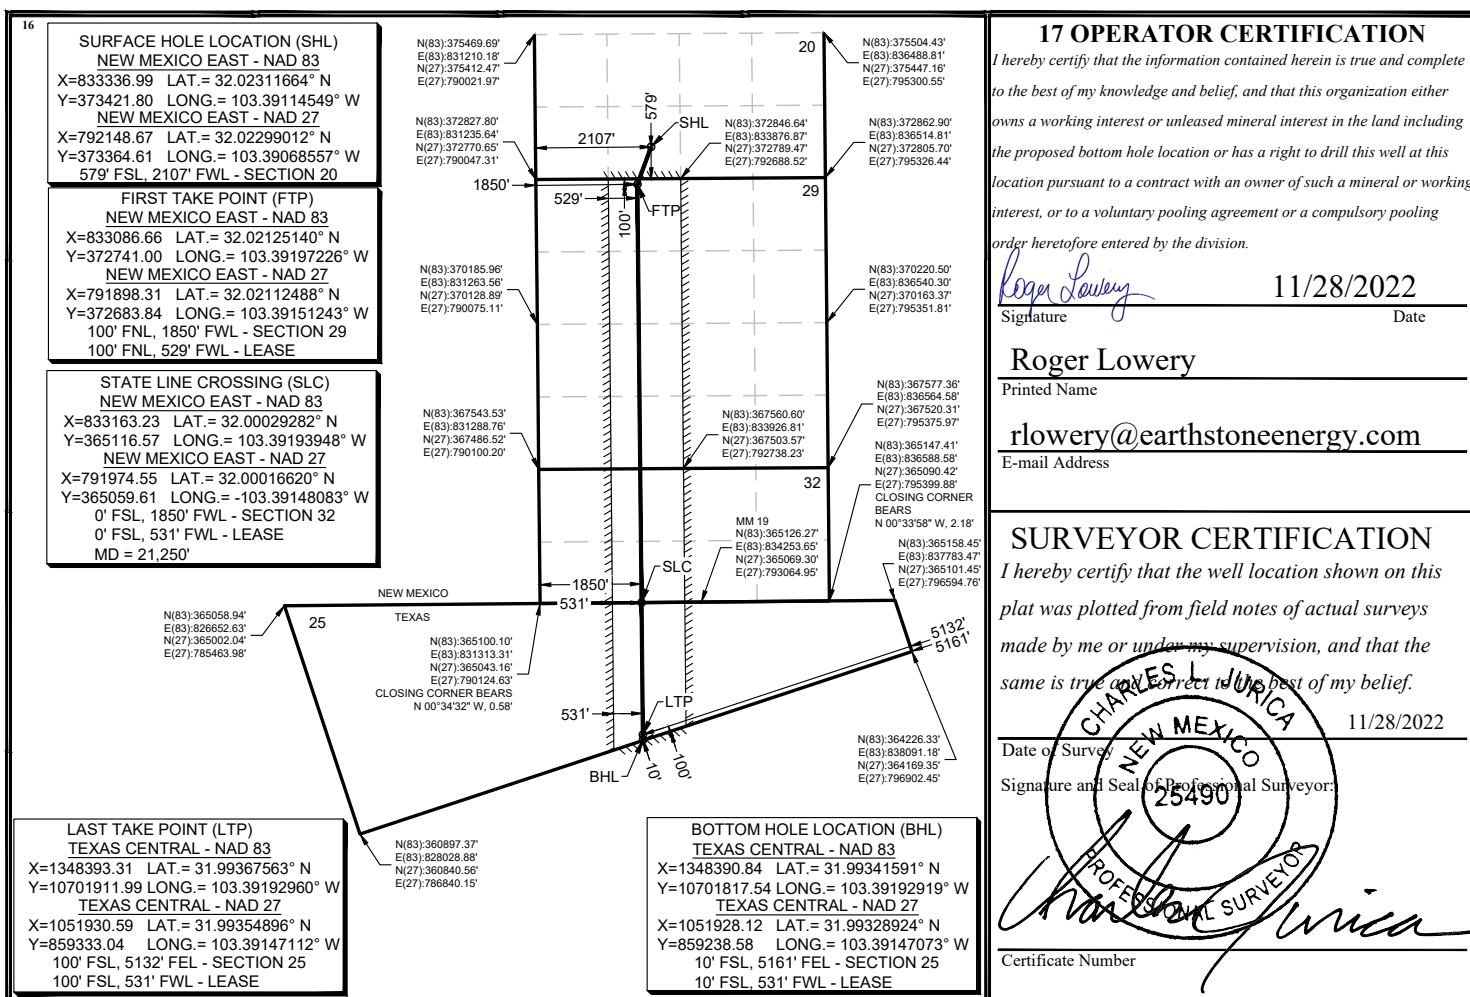 16
SURFACE HOLE LOCATION (SHL)
NEW MEXICO EAST - NAD 83
X=833336.99 LAT.= 32.02311664° N
Y=373421.80 LONG.= 103.39114549° W
NEW MEXICO EAST - NAD 27
X=792148.67 LAT.= 32.02299012° N
Y=373364.61 LONG.= 103.39068557° W
579' FSL, 2107' FWL - SECTION 20
FIRST TAKE POINT (FTP)
NEW MEXICO EAST - NAD 83
X=833086.66 LAT.= 32.02125140° N
Y=372741.00 LONG.= 103.39197226° W
NEW MEXICO EAST - NAD 27
X=791898.31 LAT.= 32.02112488° N
Y=372683.84 LONG.= 103.39151243° W
100' FNL, 1850' FWL - SECTION 29
100' FNL, 529' FWL - LEASE
STATE LINE CROSSING (SLC)
NEW MEXICO EAST - NAD 83
X=833163.23 LAT.= 32.00029282° N
Y=365116.57 LONG.= 103.39193948° W
NEW MEXICO EAST - NAD 27
X=791974.55 LAT.= 32.00016620° N
Y=365059.61 LONG.= -103.39148083° W
0' FSL, 1850' FWL - SECTION 32
0' FSL, 531' FWL - LEASE
MD = 21,250'
N(83):375469.69'
E(83):831210.18'
N(27):375412.47'
E(27):790021.97'
20
N(83):375504.43'
E(83):836488.81'
N(27):375447.16'
E(27):795300.55'
N(83):372827.80'
E(83):831235.64'
N(27):372770.65'
E(27):790047.31'
2107'
579'
SHL
N(83):372846.64'
E(83):833876.87'
N(27):372789.47'
E(27):792688.52'
N(83):372862.90'
E(83):836514.81'
N(27):372805.70'
E(27):795326.44'
1850'
529'
100'
FTP
29
N(83):370185.96'
E(83):831263.56'
N(27):370128.89'
E(27):790075.11'
N(83):370220.50'
E(83):836540.30'
N(27):370163.37'
E(27):795351.81'
N(83):367543.53'
E(83):831288.76'
N(27):367486.52'
E(27):790100.20'
N(83):367560.60'
E(83):833926.81'
N(27):367503.57'
E(27):792738.23'
N(83):367577.36'
E(83):836564.58'
N(27):367520.31'
E(27):795375.97'
32
N(83):365147.41'
E(83):836588.58'
N(27):365090.42'
E(27):795399.88'
CLOSING CORNER
BEARS
N 00°33'58" W, 2.18'
MM 19
N(83):365126.27'
E(83):834253.65'
N(27):365069.30'
E(27):793064.95'
N(83):365158.45'
E(83):837783.47'
N(27):365101.45'
E(27):796594.76'
SLC
1850'
531'
NEW MEXICO
TEXAS
25
N(83):365058.94'
E(83):826652.63'
N(27):365002.04'
E(27):785463.98'
N(83):365100.10'
E(83):831313.31'
N(27):365043.16'
E(27):790124.63'
CLOSING CORNER BEARS
N 00°34'32" W, 0.58'
5132'
5161'
531'
LTP
BHL
10'
100'
N(83):364226.33'
E(83):838091.18'
N(27):364169.35'
E(27):796902.45'
N(83):360897.37'
E(83):828028.88'
N(27):360840.56'
E(27):786840.15'
LAST TAKE POINT (LTP)
TEXAS CENTRAL - NAD 83
X=1348393.31 LAT.= 31.99367563° N
Y=10701911.99 LONG.= 103.39192960° W
TEXAS CENTRAL - NAD 27
X=1051930.59 LAT.= 31.99354896° N
Y=859333.04 LONG.= 103.39147112° W
100' FSL, 5132' FEL - SECTION 25
100' FSL, 531' FWL - LEASE
BOTTOM HOLE LOCATION (BHL)
TEXAS CENTRAL - NAD 83
X=1348390.84 LAT.= 31.99341591° N
Y=10701817.54 LONG.= 103.39192919° W
TEXAS CENTRAL - NAD 27
X=1051928.12 LAT.= 31.99328924° N
Y=859238.58 LONG.= 103.39147073° W
10' FSL, 5161' FEL - SECTION 25
10' FSL, 531' FWL - LEASE
17 OPERATOR CERTIFICATION
I hereby certify that the information contained herein is true and complete
to the best of my knowledge and belief, and that this organization either
owns a working interest or unleased mineral interest in the land including
the proposed bottom hole location or has a right to drill this well at this
location pursuant to a contract with an owner of such a mineral or working
interest, or to a voluntary pooling agreement or a compulsory pooling
order heretofore entered by the division.
Roger Lowery 11/28/2022
Signature Date
Roger Lowery
Printed Name
rlowery@earthstoneenergy.com
E-mail Address
SURVEYOR CERTIFICATION
I hereby certify that the well location shown on this
plat was plotted from field notes of actual surveys
made by me or under my supervision, and that the
same is true and correct to the best of my belief.
11/28/2022
Date of Survey
Signature and Seal of Professional Surveyor:
CHARLES L. JURICA
NEW MEXICO
25490
PROFESSIONAL SURVEYOR
Charles Jurica
Certificate Number